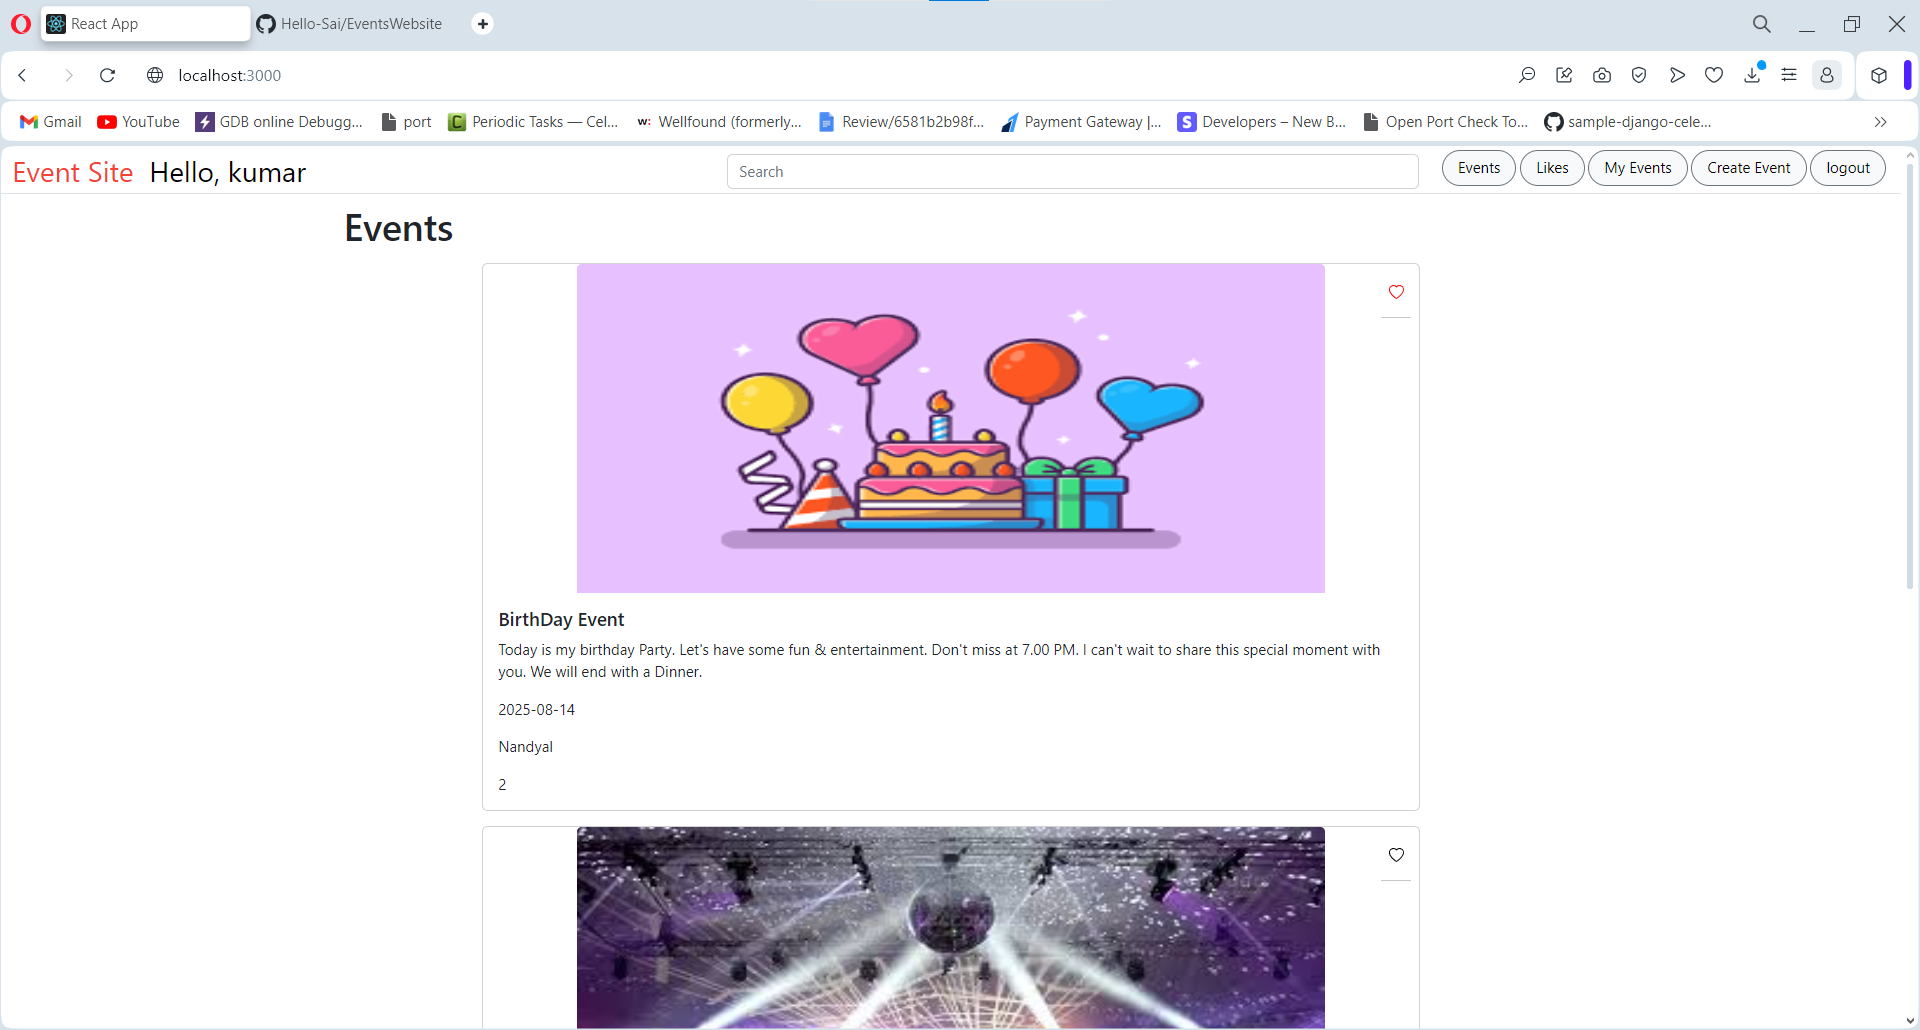 React App
Hello-Sai/EventsWebsite
localhost:3000
Gmail
YouTube
GDB online Debugg...
port
C
Periodic Tasks — Cel...
w:
Wellfound (formerly,...
Review/6581b2b98f...
Payment Gateway |...
S
Developers – New B...
Open Port Check To...
sample-django-cele...
Event Site
Hello, kumar
Search
Events
Likes
My Events
Create Event
logout
Events
BirthDay Event
Today is my birthday Party. Let's have some fun & entertainment. Don't miss at 7.00 PM. I can't wait to share this special moment with
you. We will end with a Dinner.
2025-08-14
Nandyal
2